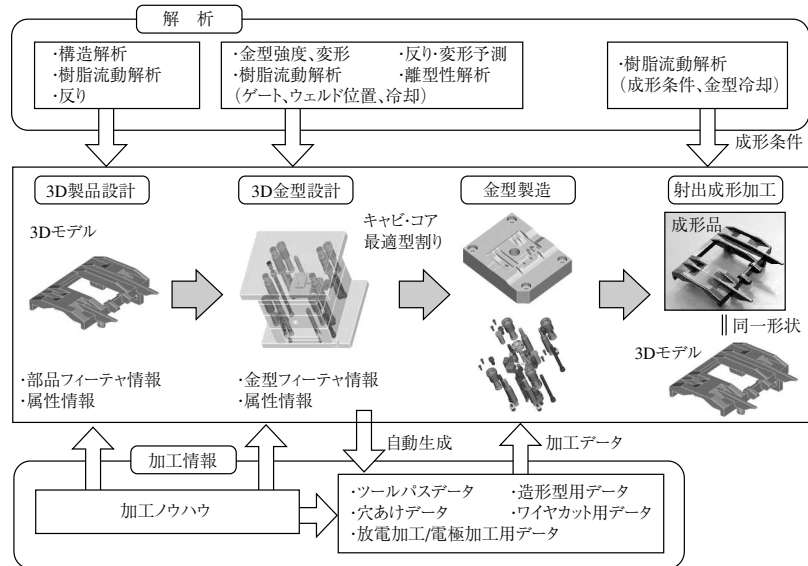 解 析
・構造解析
・樹脂流動解析
・反り
・金型強度、変形
・反り・変形予測
・樹脂流動解析
・離型性解析
（ゲート、ウェルド位置、冷却）
・樹脂流動解析
（成形条件、金型冷却）
成形条件
3D製品設計
3D金型設計
金型製造
射出成形加工
3Dモデル
キャビ・コア
最適型割り
成形品
同一形状
3Dモデル
・部品フィーチャ情報
・属性情報
・金型フィーチャ情報
・属性情報
自動生成
加工データ
加工情報
加工ノウハウ
・ツールパスデータ
・造形型用データ
・穴あけデータ
・ワイヤカット用データ
・放電加工/電極加工用データ